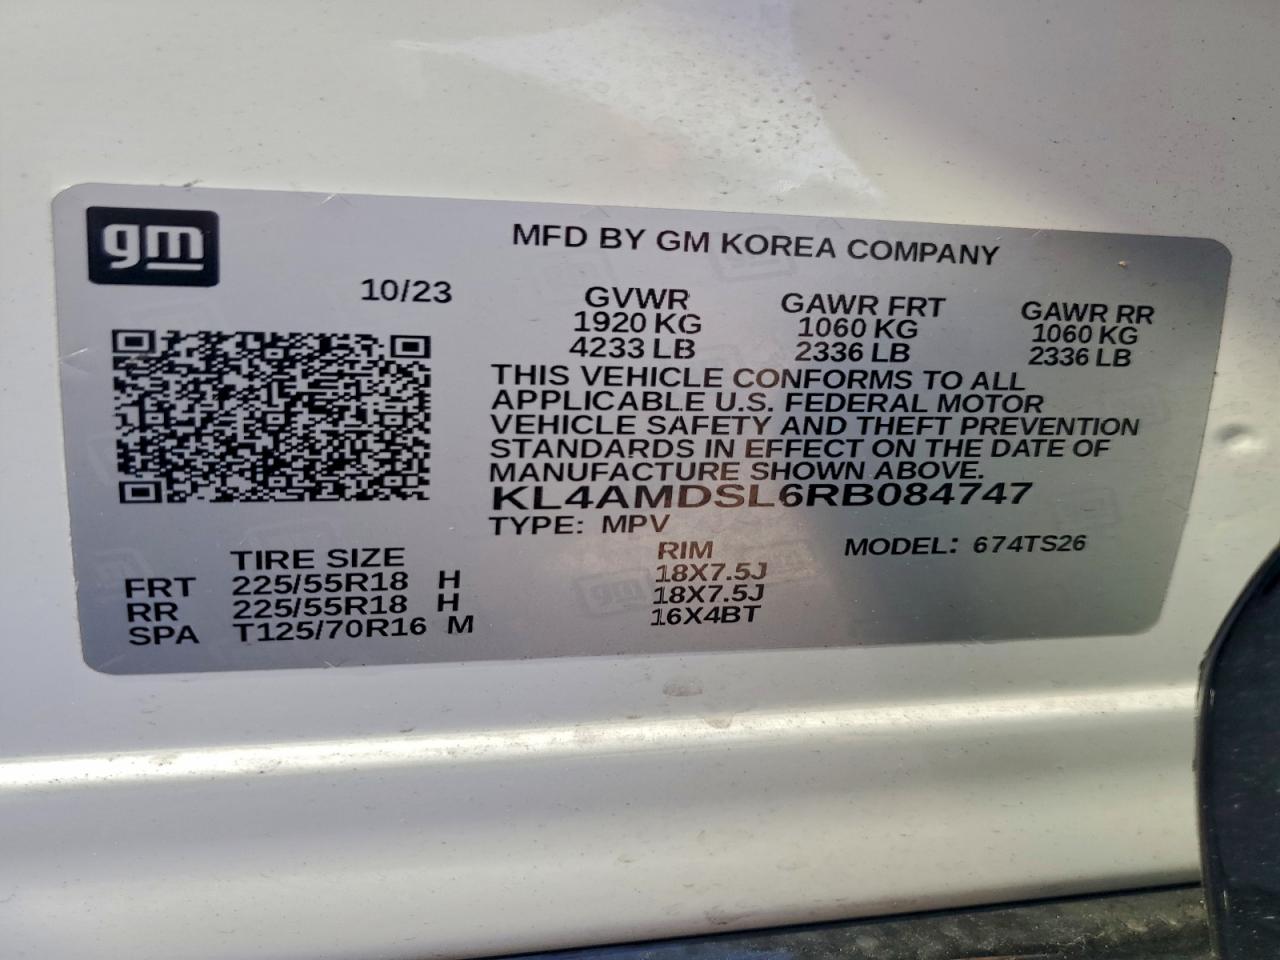 gm
MFD BY GM KOREA COMPANY
10/23
GVWR GAWR FRT GAWR RR
1920 KG 1060 KG 1060 KG
4233 LB 2336 LB 2336 LB
THIS VEHICLE CONFORMS TO ALL
APPLICABLE U.S. FEDERAL MOTOR
VEHICLE SAFETY AND THEFT PREVENTION
STANDARDS IN EFFECT ON THE DATE OF
MANUFACTURE SHOWN ABOVE.
KL4AMDSL6RB084747
TYPE: MPV MODEL: 674TS26
TIRE SIZE RIM
FRT 225/55R18 H 18X7.5J
RR 225/55R18 H 18X7.5J
SPA T125/70R16 M 16X4BT